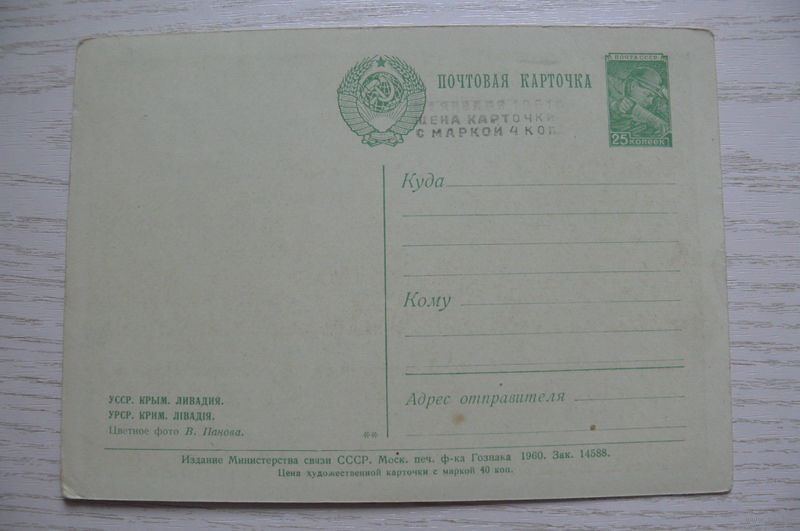 ПОЧТОВАЯ КАРТОЧКА
ПОЧТА СССР
25 КОПЕЕК
ЦЕНА КАРТОЧКИ
С МАРКОЙ 4 КОП.
Куда
Кому
Адрес отправителя
УССР. КРЫМ. ЛИВАДИЯ.
УРСР. КРИМ. ЛІВАДІЯ.
Цветное фото В. Панова.
Издание Министерства связи СССР. Моск. печ. ф-ка Гознака 1960. Зак. 14588.
Цена художественной карточки с маркой 40 коп.